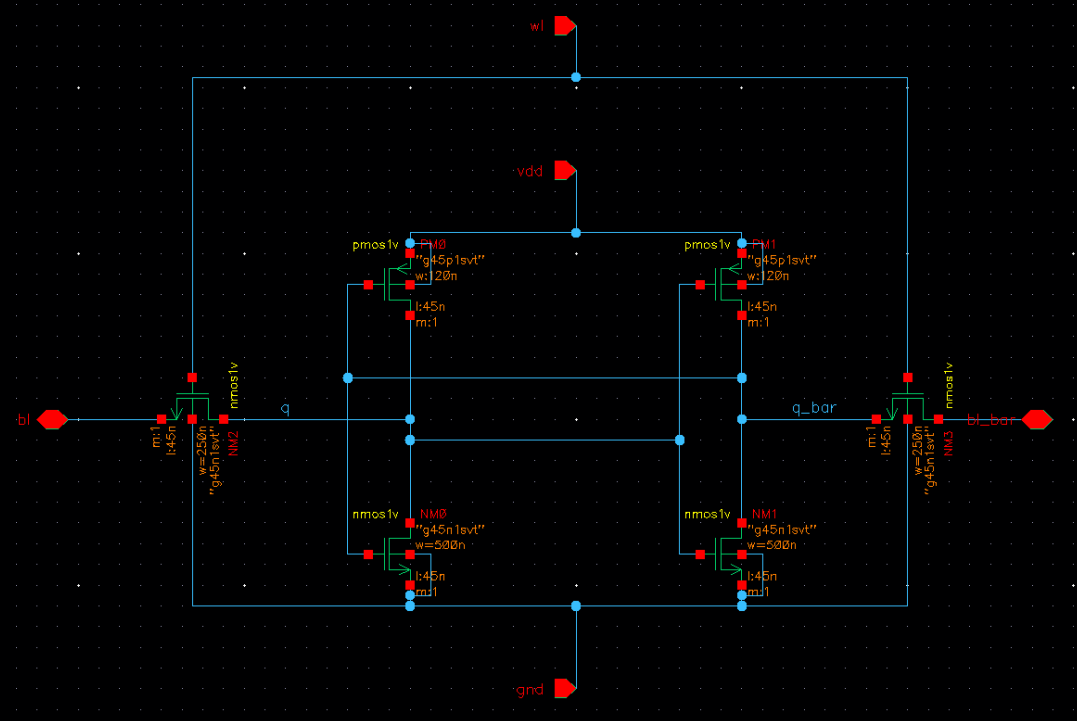 wl
vdd
pmos1v
PM0
"g45p1svt"
w:120n
l:45n
m:1
pmos1v
PM1
"g45p1svt"
w:120n
l:45n
m:1
bl
nmos1v
NM2
"g45n1svt"
w=250n
l:45n
m:1
q
q_bar
nmos1v
NM3
"g45n1svt"
w=250n
l:45n
m:1
bl_bar
nmos1v
NM0
"g45n1svt"
w=500n
l:45n
m:1
nmos1v
NM1
"g45n1svt"
w=500n
l:45n
m:1
gnd